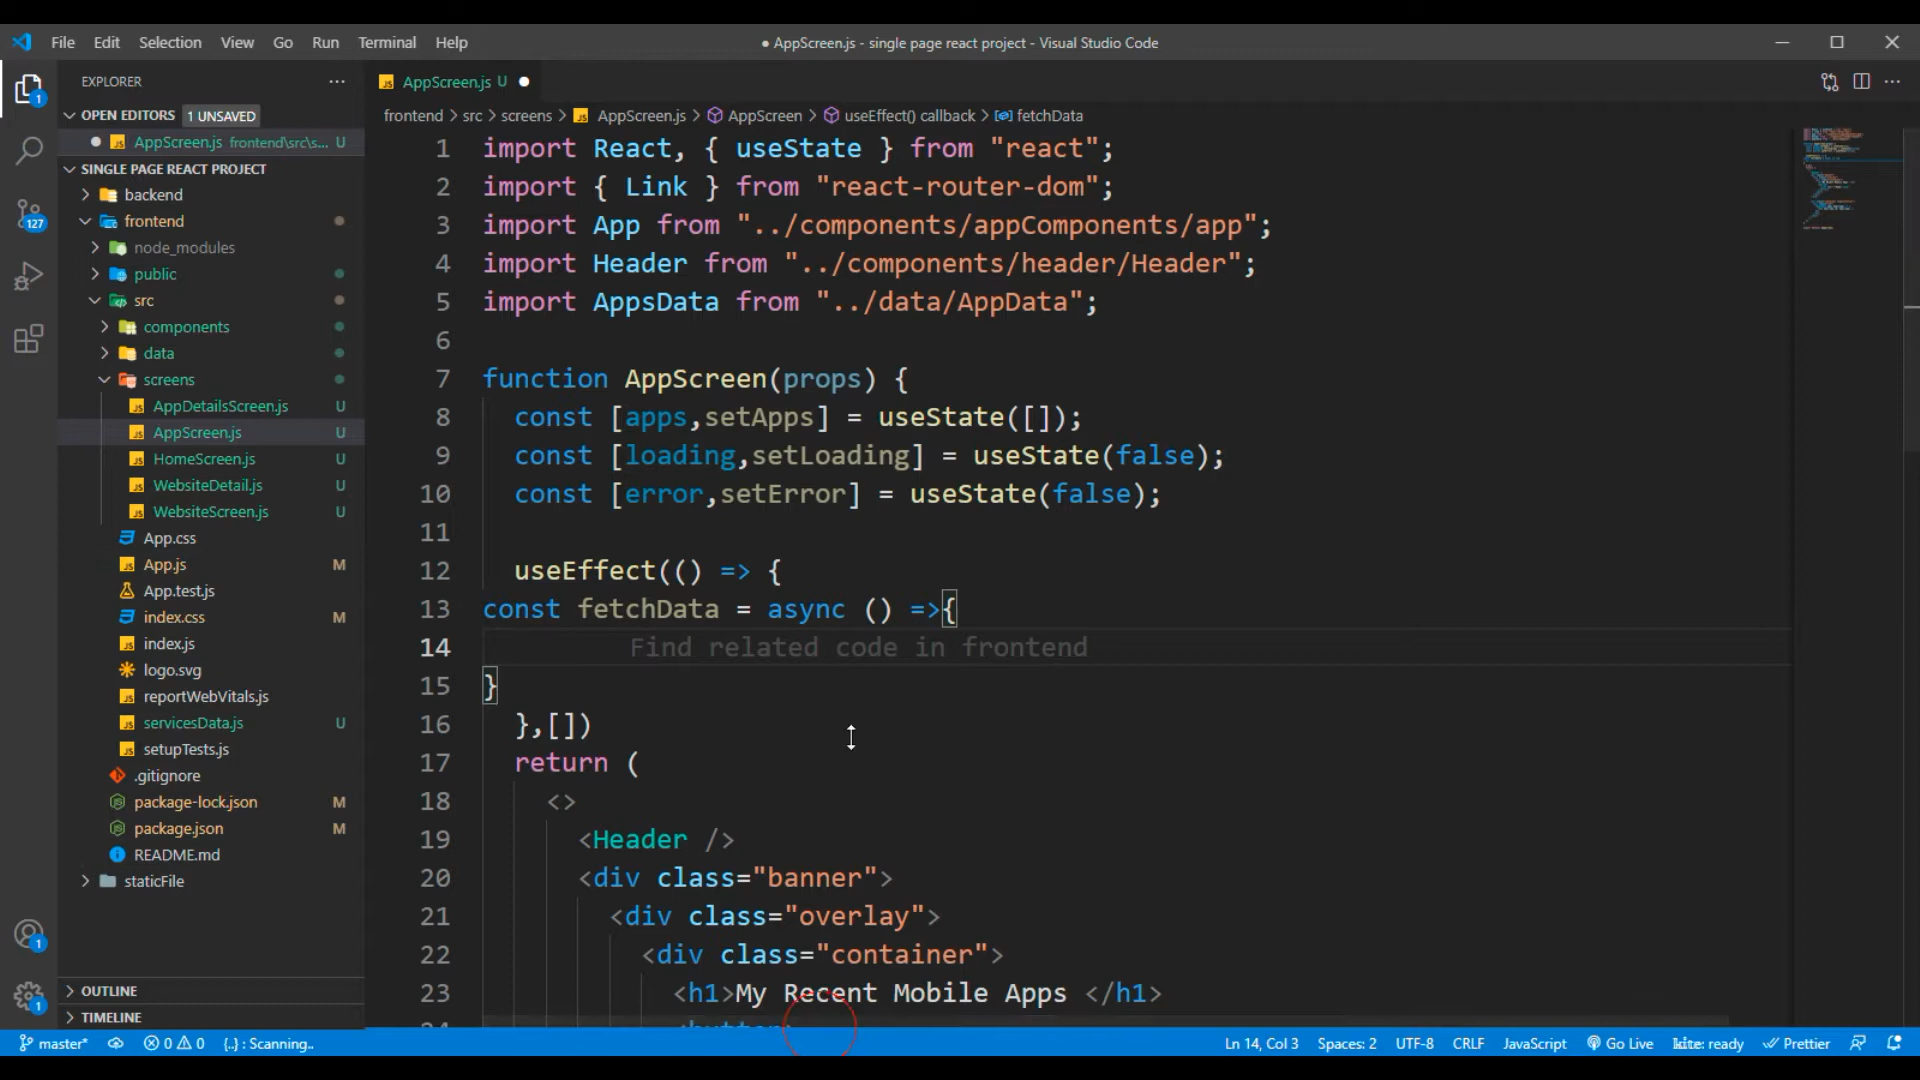 File Edit Selection View Go Run Terminal Help
● AppScreen.js - single page react project - Visual Studio Code
EXPLORER
OPEN EDITORS 1 UNSAVED
AppScreen.js frontend\src\s... U
SINGLE PAGE REACT PROJECT
backend
frontend
node_modules
public
src
components
data
screens
AppDetailsScreen.js U
AppScreen.js U
HomeScreen.js U
WebsiteDetail.js U
WebsiteScreen.js U
App.css
App.js M
App.test.js
index.css M
index.js
logo.svg
reportWebVitals.js
servicesData.js U
setupTests.js
.gitignore
package-lock.json M
package.json M
README.md
staticFile
OUTLINE
TIMELINE
1
127
1
1
AppScreen.js U
frontend > src > screens > AppScreen.js > AppScreen > useEffect() callback > fetchData
1 import React, { useState } from "react";
2 import { Link } from "react-router-dom";
3 import App from "../components/appComponents/app";
4 import Header from "../components/header/Header";
5 import AppsData from "../data/AppData";
6
7 function AppScreen(props) {
8 const [apps,setApps] = useState([]);
9 const [loading,setLoading] = useState(false);
10 const [error,setError] = useState(false);
11
12 useEffect(() => {
13 const fetchData = async () =>{
14 Find related code in frontend
15 }
16 },[])
17 return (
18 <>
19 <Header />
20 <div class="banner">
21 <div class="overlay">
22 <div class="container">
23 <h1>My Recent Mobile Apps </h1>
24 <button>
master* 0 0 {..} : Scanning.. Ln 14, Col 3 Spaces: 2 UTF-8 CRLF JavaScript Go Live kite: ready Prettier